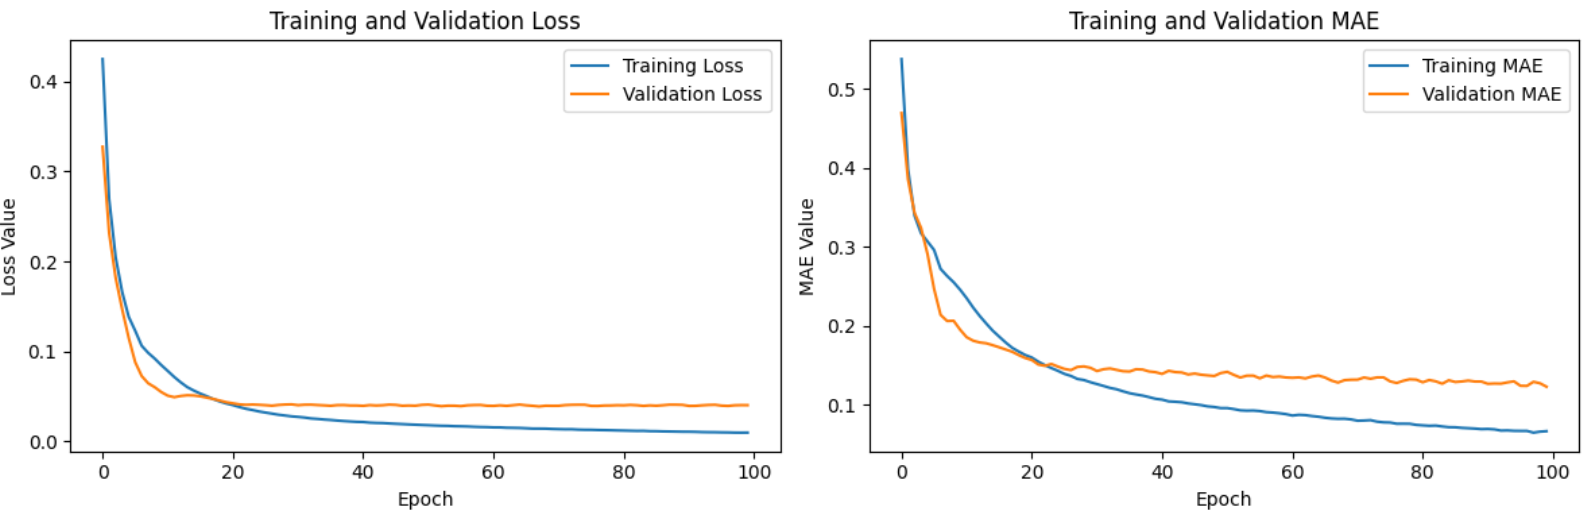 Training and Validation Loss
Training Loss
Validation Loss
Loss Value
0.4
0.3
0.2
0.1
0.0
0 20 40 60 80 100
Epoch
Training and Validation MAE
Training MAE
Validation MAE
MAE Value
0.5
0.4
0.3
0.2
0.1
0 20 40 60 80 100
Epoch